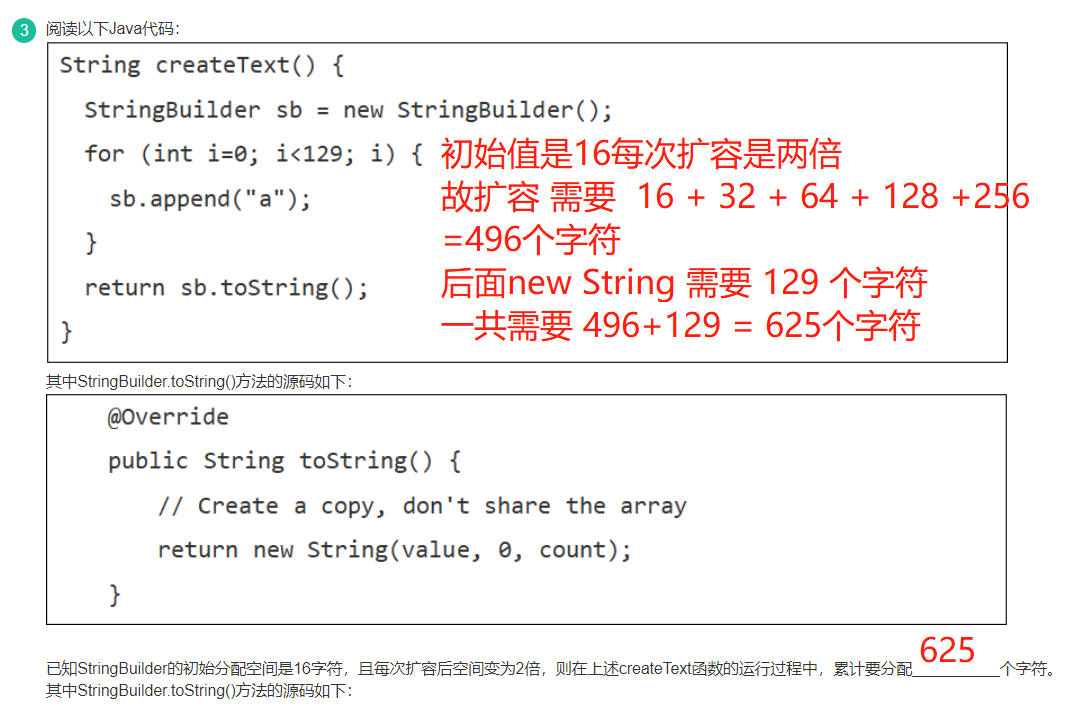 3 阅读以下Java代码：
String createText() {
StringBuilder sb = new StringBuilder();
for (int i=0; i<129; i) { 初始值是16每次扩容是两倍
sb.append("a"); 故扩容 需要 16 + 32 + 64 + 128 +256
} =496个字符
return sb.toString(); 后面new String 需要 129 个字符
} 一共需要 496+129 = 625个字符
其中StringBuilder.toString()方法的源码如下：
@Override
public String toString() {
// Create a copy, don't share the array
return new String(value, 0, count);
}
625
已知StringBuilder的初始分配空间是16字符，且每次扩容后空间变为2倍，则在上述createText函数的运行过程中，累计要分配__________个字符。
其中StringBuilder.toString()方法的源码如下：